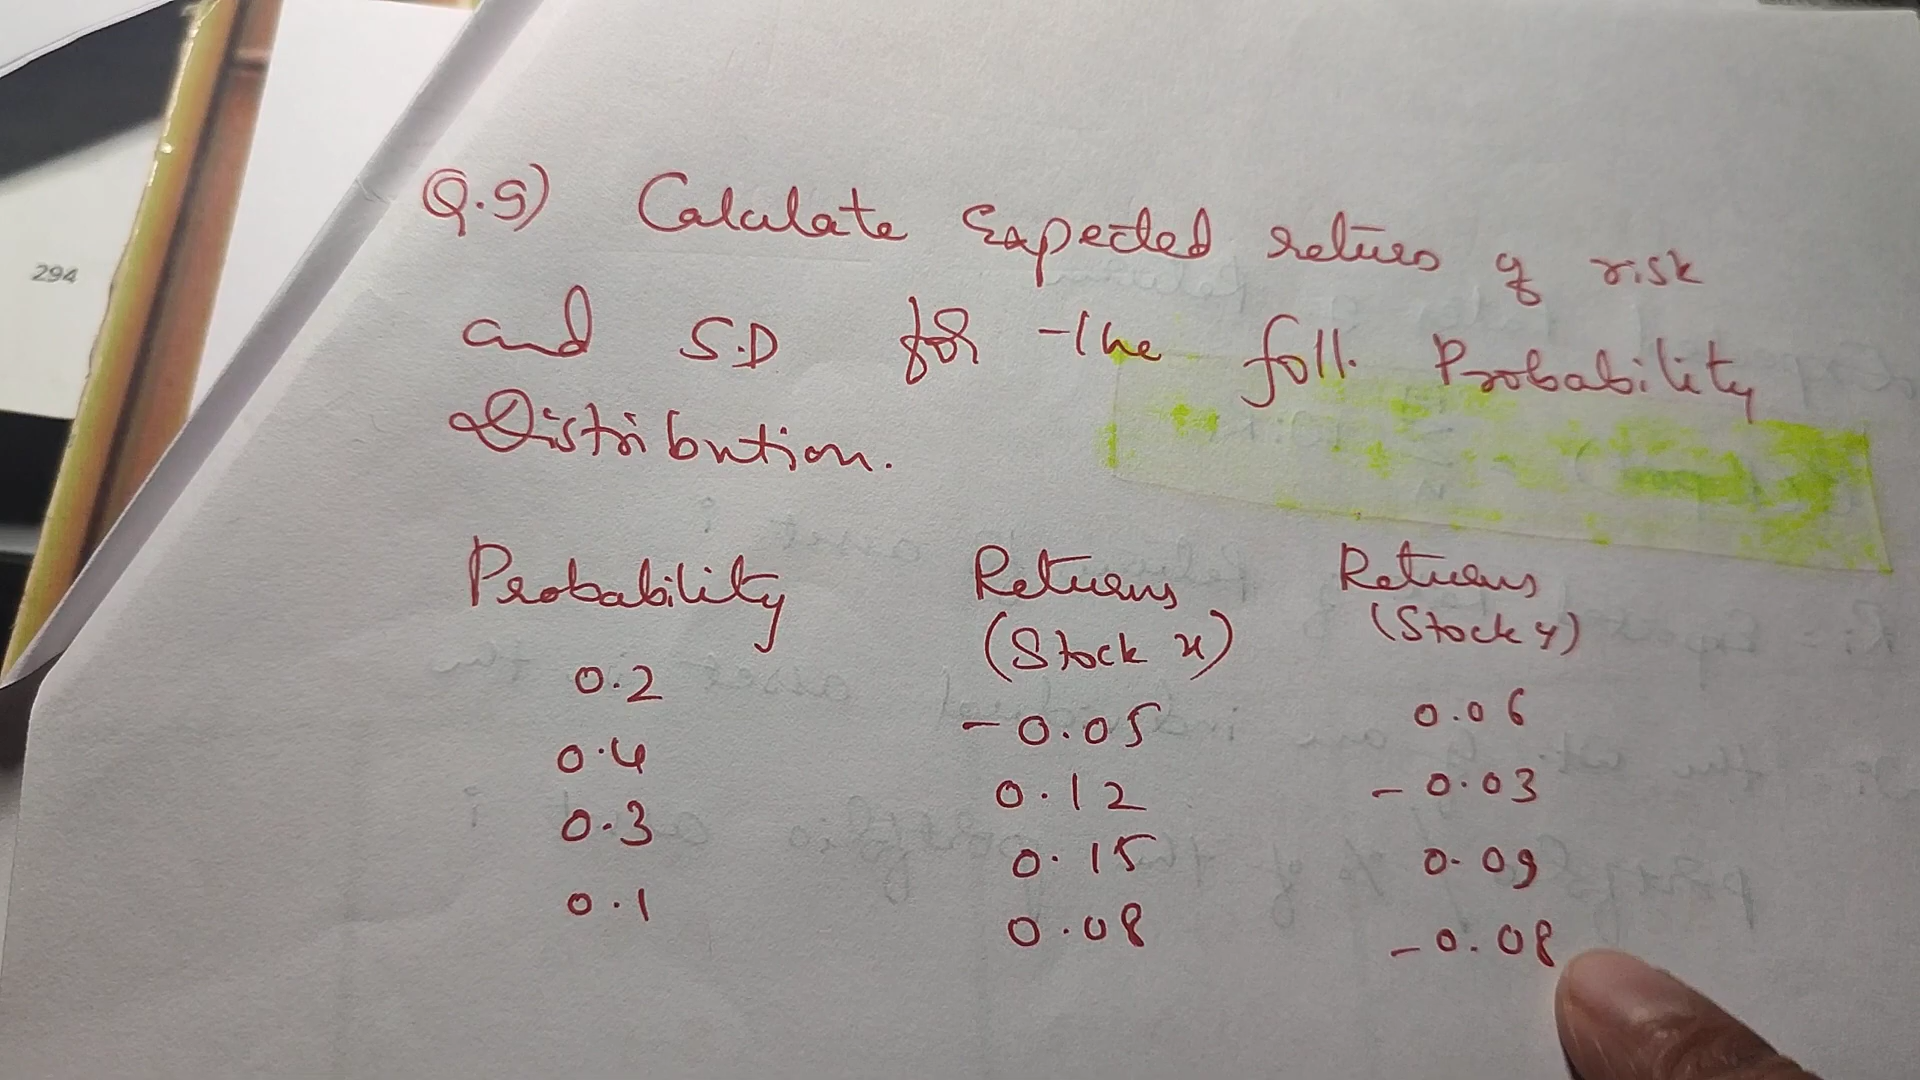 294
Q.9) Calculate Expected returns of risk
and S.D for the foll. Probability
Distribution.
Probability Returns (Stock x) Returns (Stock y)
0.2 -0.05 0.06
0.4 0.12 -0.03
0.3 0.15 0.09
0.1 0.08 -0.08